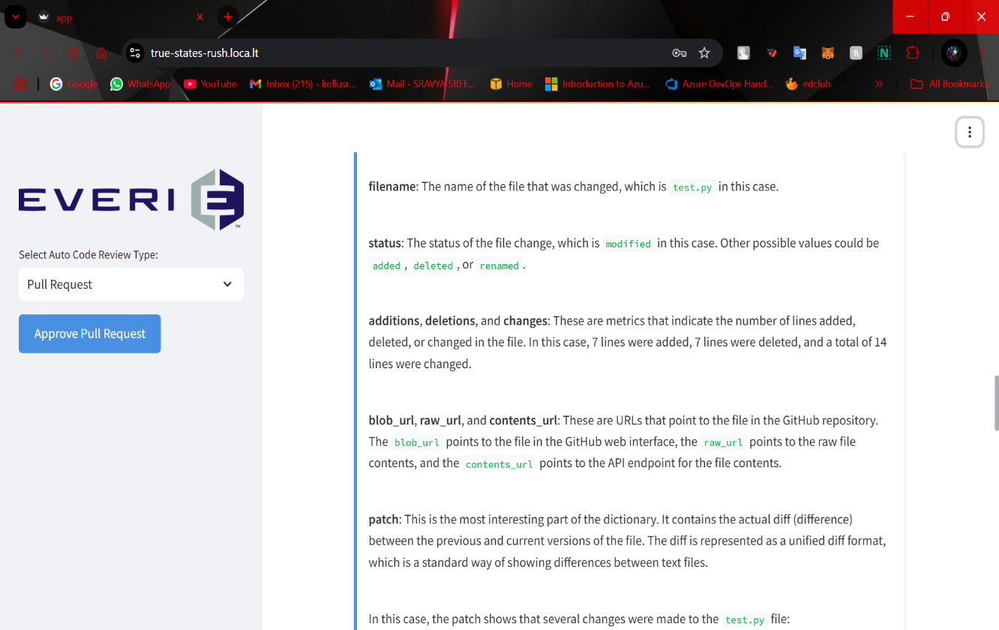 app
true-states-rush.loca.lt
Google
WhatsApp
YouTube
Inbox (215) - kollusr...
Mail - SRAVYA SREE...
Home
Introduction to Azu...
Azure DevOps Hand...
edclub
All Bookmarks
EVERI
TM
Select Auto Code Review Type:
Pull Request
Approve Pull Request
filename: The name of the file that was changed, which is test.py in this case.
status: The status of the file change, which is modified in this case. Other possible values could be
added, deleted, or renamed.
additions, deletions, and changes: These are metrics that indicate the number of lines added,
deleted, or changed in the file. In this case, 7 lines were added, 7 lines were deleted, and a total of 14
lines were changed.
blob_url, raw_url, and contents_url: These are URLs that point to the file in the GitHub repository.
The blob_url points to the file in the GitHub web interface, the raw_url points to the raw file
contents, and the contents_url points to the API endpoint for the file contents.
patch: This is the most interesting part of the dictionary. It contains the actual diff (difference)
between the previous and current versions of the file. The diff is represented as a unified diff format,
which is a standard way of showing differences between text files.
In this case, the patch shows that several changes were made to the test.py file: